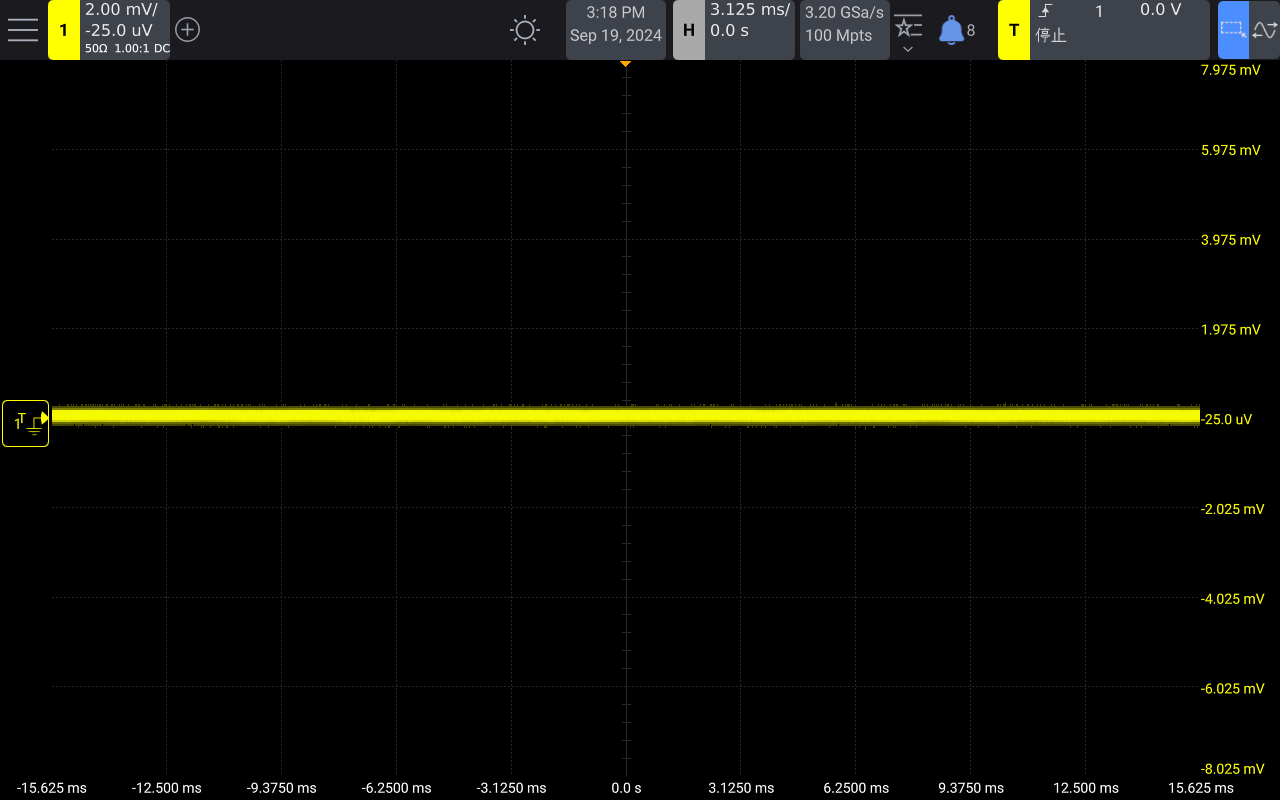 1
2.00 mV/
-25.0 uV
50Ω 1.00:1 DC
3:18 PM
Sep 19, 2024
H
3.125 ms/
0.0 s
3.20 GSa/s
100 Mpts
8
T
1
0.0 V
停止
7.975 mV
5.975 mV
3.975 mV
1.975 mV
1T
-25.0 uV
-2.025 mV
-4.025 mV
-6.025 mV
-8.025 mV
-15.625 ms
-12.500 ms
-9.3750 ms
-6.2500 ms
-3.1250 ms
0.0 s
3.1250 ms
6.2500 ms
9.3750 ms
12.500 ms
15.625 ms